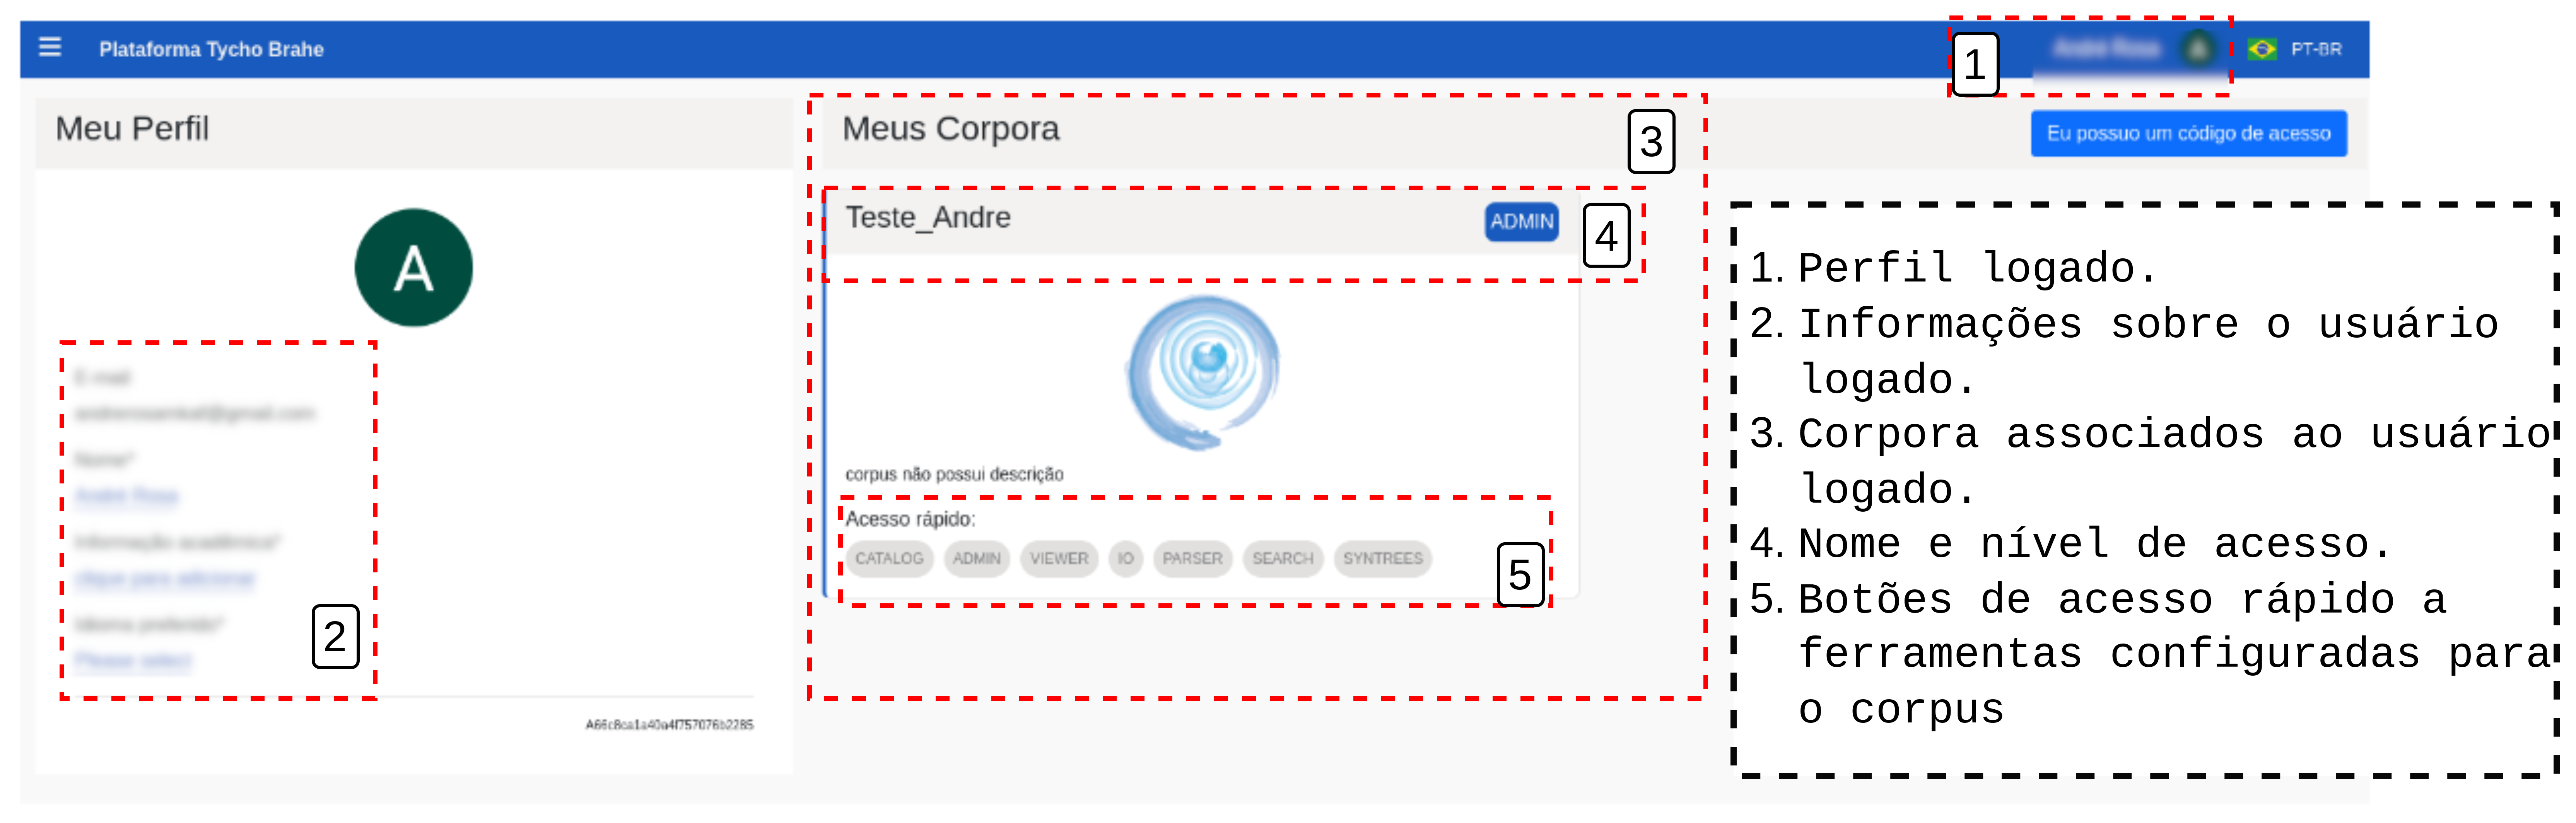 Plataforma Tycho Brahe
1
PT-BR
Meu Perfil
Meus Corpora
3
Eu possuo um código de acesso
A
Teste_Andre
ADMIN
4
corpus não possui descrição
Acesso rápido:
CATALOG ADMIN VIEWER IO PARSER SEARCH SYNTREES
5
2
1. Perfil logado.
2. Informações sobre o usuário
logado.
3. Corpora associados ao usuário
logado.
4. Nome e nível de acesso.
5. Botões de acesso rápido a
ferramentas configuradas para
o corpus